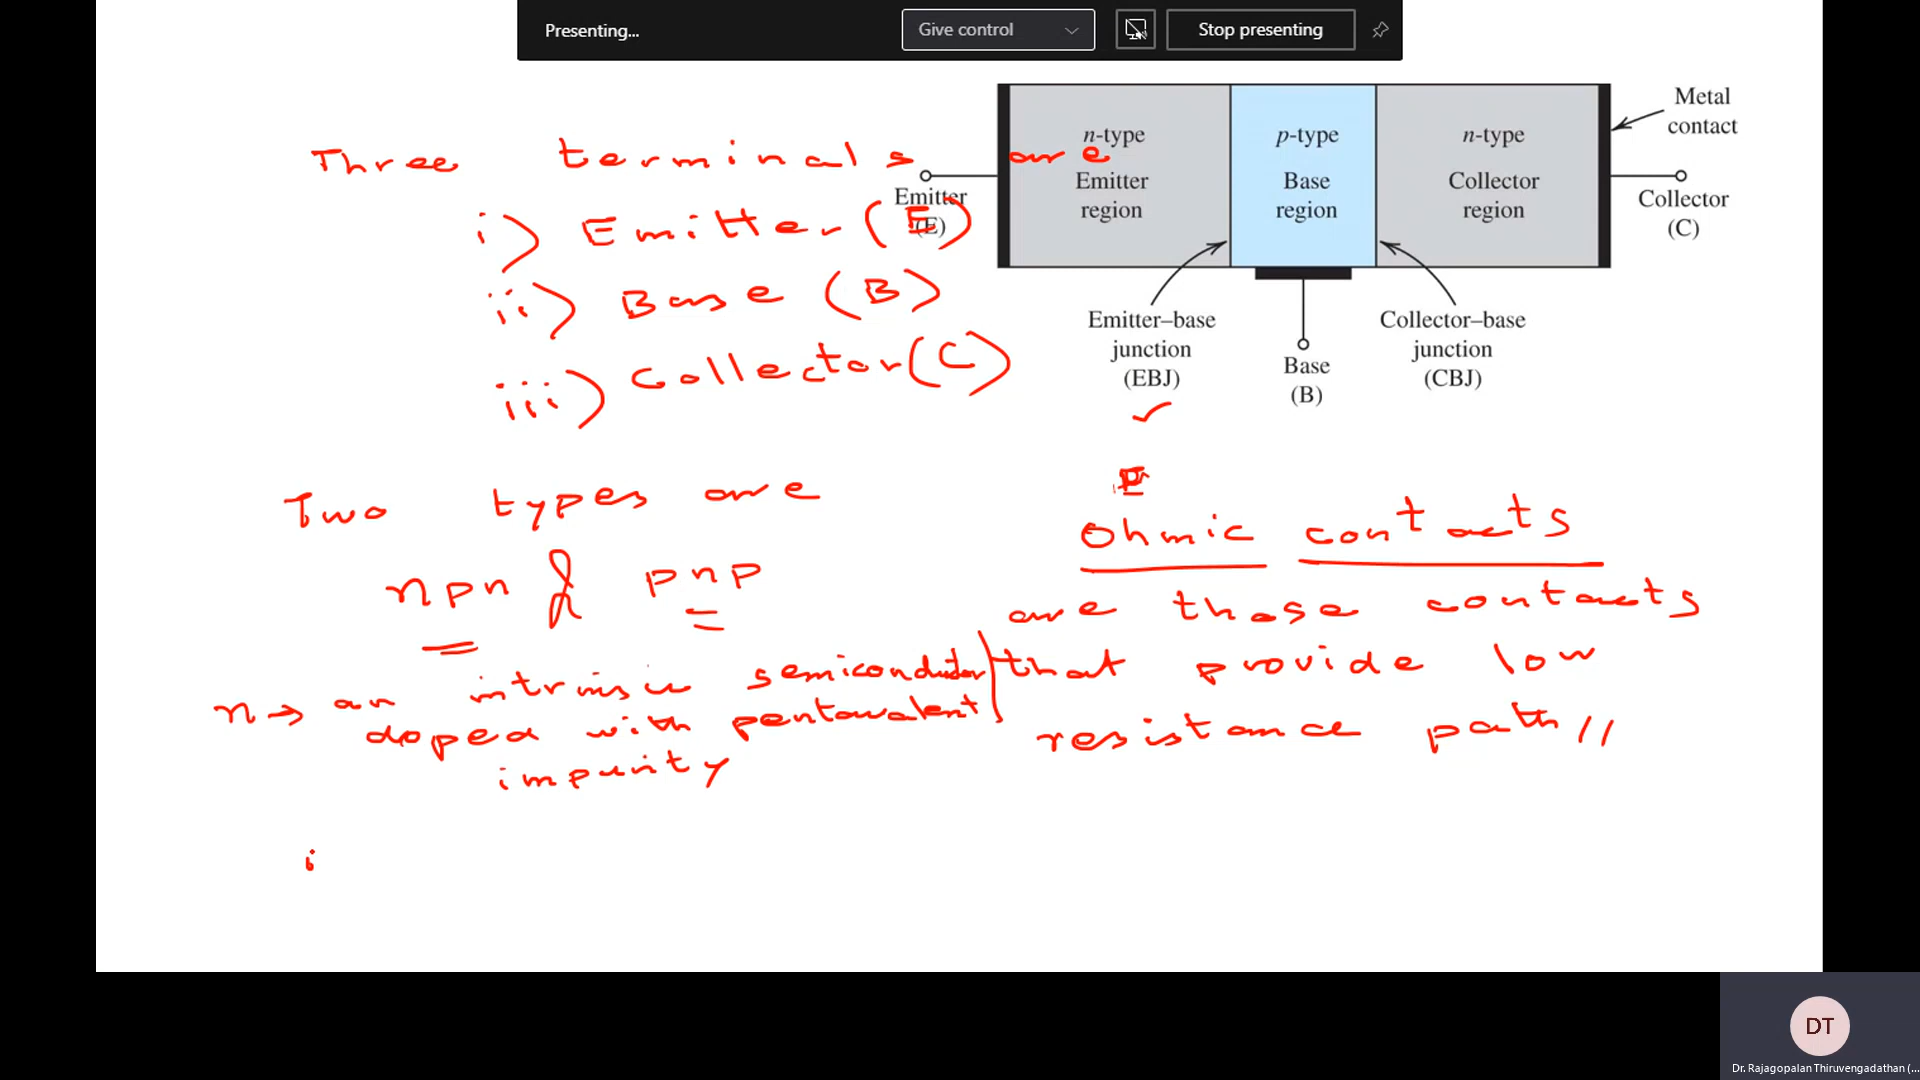 Presenting...
Give control
Stop presenting
Three terminals are
i) Emitter (E)
ii) Base (B)
iii) Collector (C)
n-type
Emitter
region
p-type
Base
region
n-type
Collector
region
Metal
contact
Emitter
(E)
Collector
(C)
Emitter–base
junction
(EBJ)
Base
(B)
Collector–base
junction
(CBJ)
Two types are
npn & pnp
n → an intrinsic semiconductor
doped with pentavalent
impurity
Ohmic contacts
are those contacts
that provide low
resistance path //
i
DT
Dr. Rajagopalan Thiruvengadathan (...